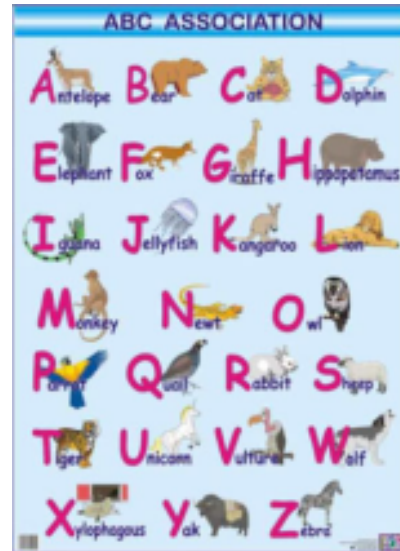 ABC ASSOCIATION
Antelope Bear Cat Dolphin
Elephant Fox Giraffe Hippopotamus
Iguana Jellyfish Kangaroo Lion
Monkey Newt Owl
Parrot Quail Rabbit Sheep
Tiger Unicorn Vulture Wolf
Xylophagous Yak Zebra